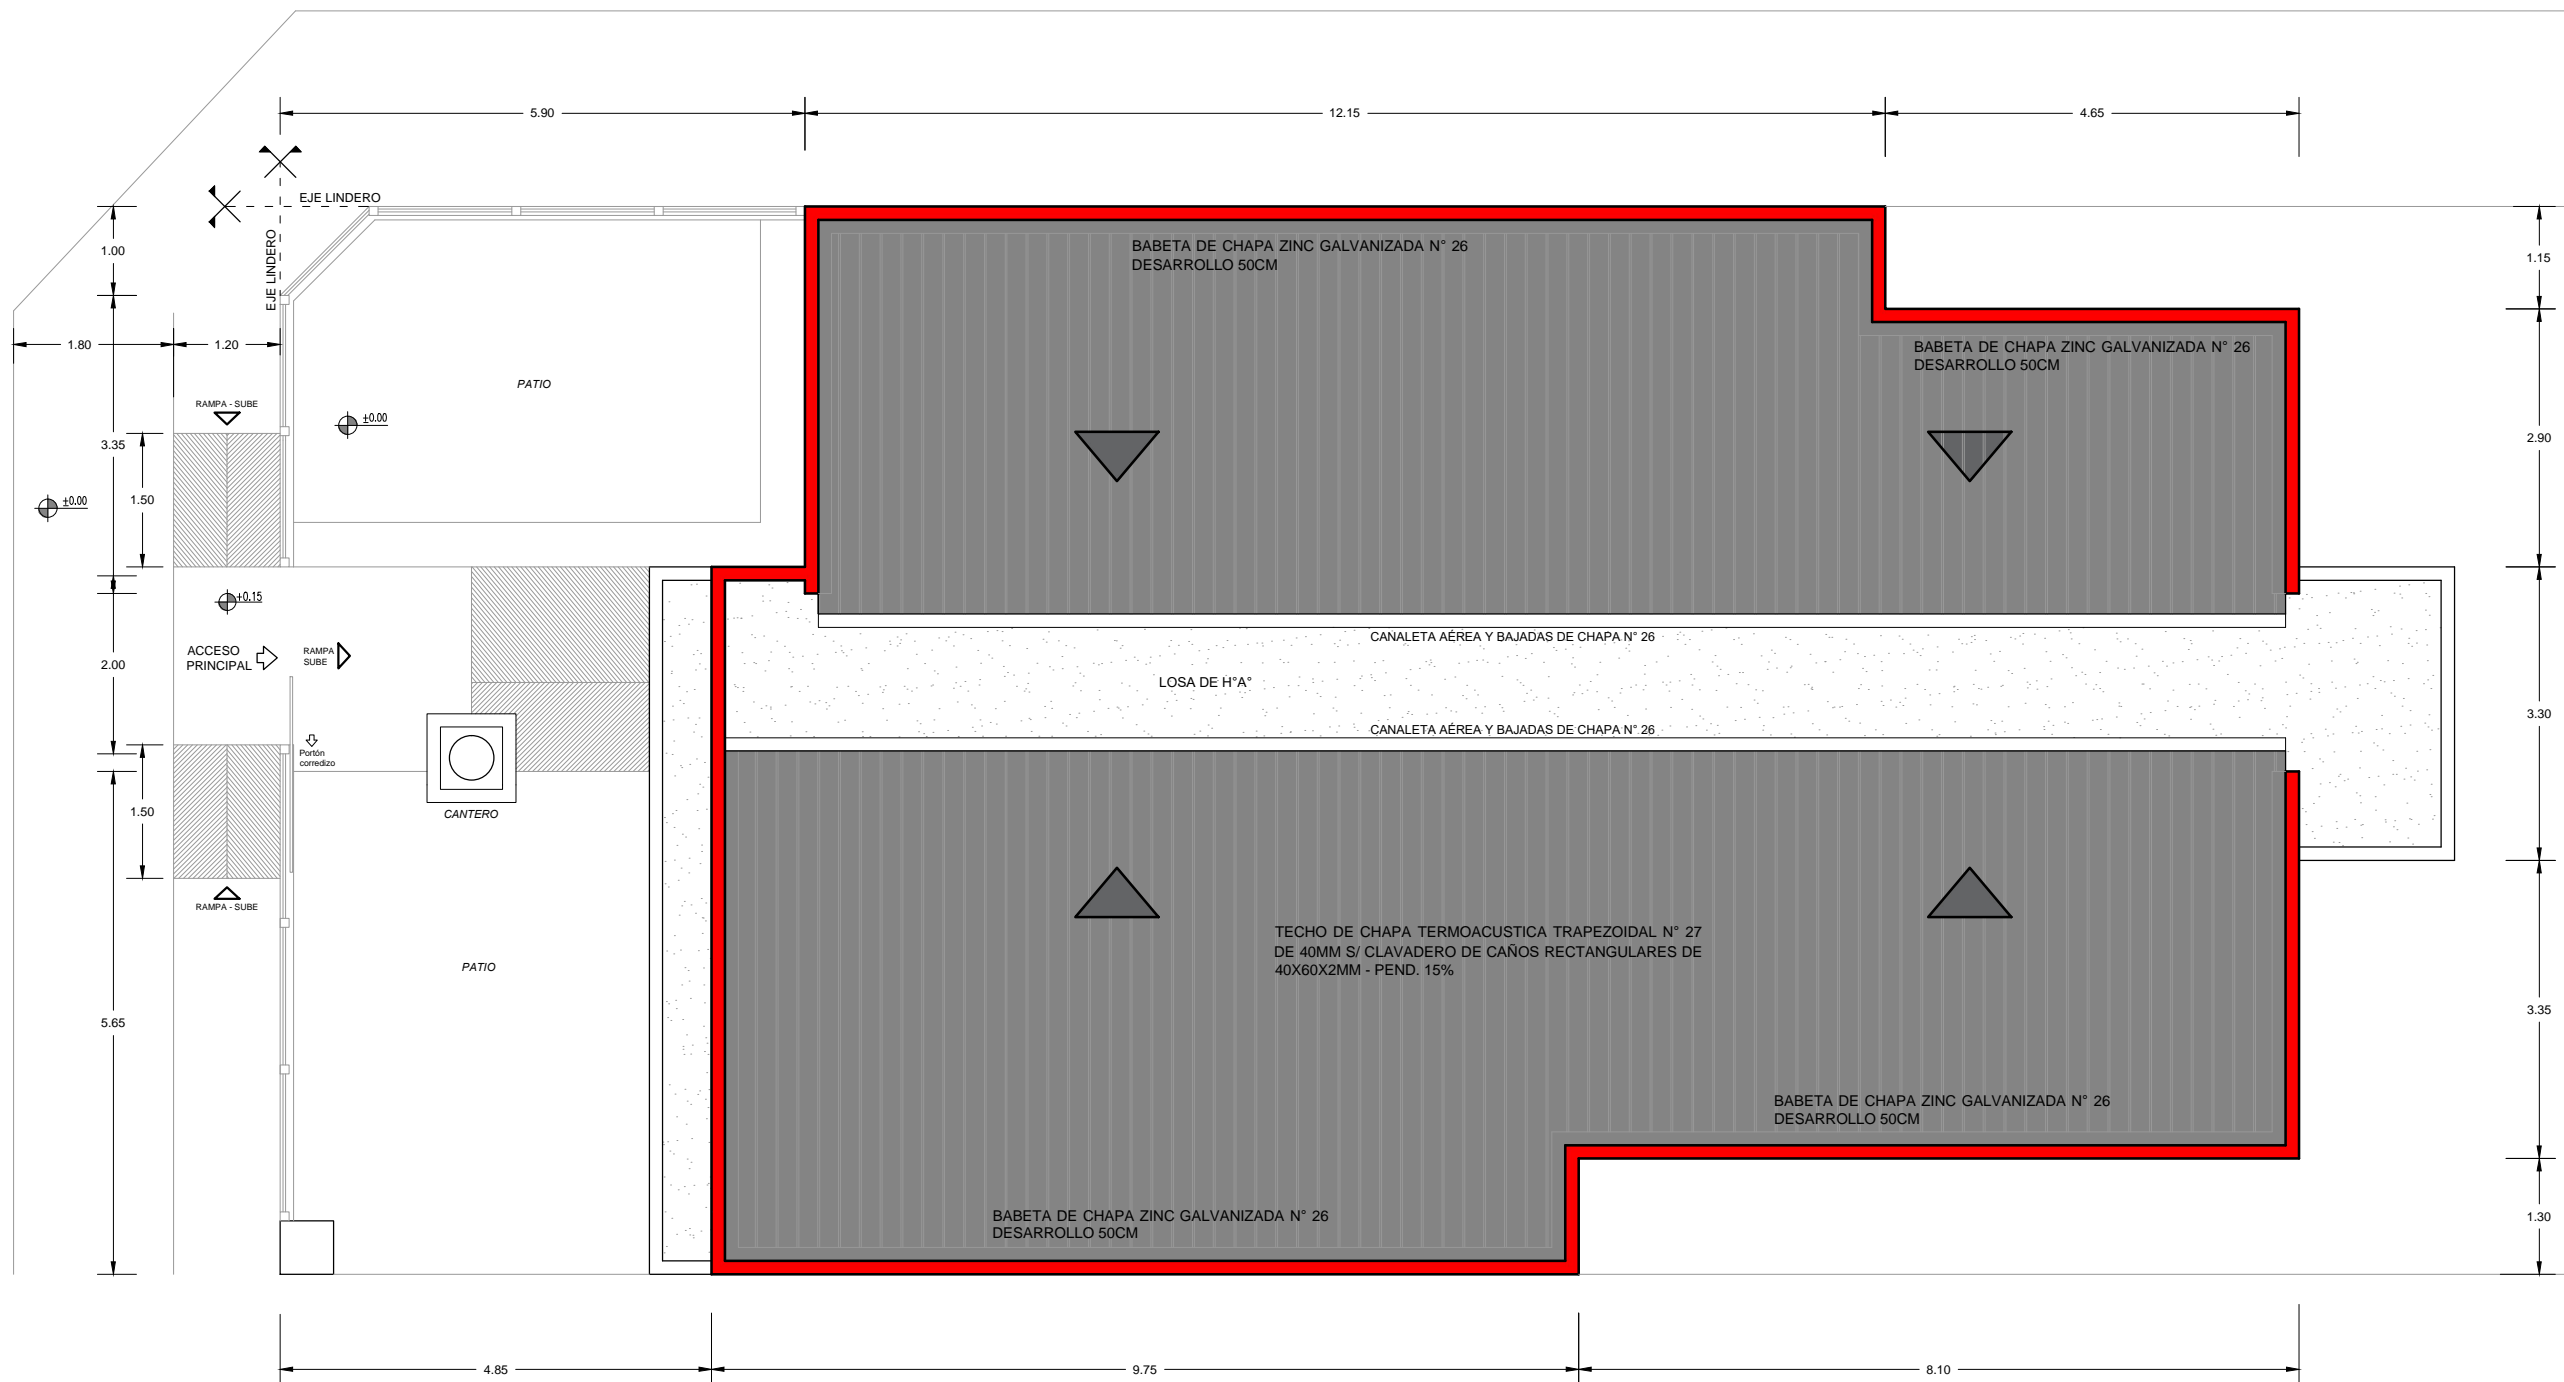 5.90
12.15
4.65
EJE LINDERO
EJE LINDERO
1.00
1.15
BABETA DE CHAPA ZINC GALVANIZADA N° 26
DESARROLLO 50CM
1.80
1.20
BABETA DE CHAPA ZINC GALVANIZADA N° 26
DESARROLLO 50CM
PATIO
RAMPA - SUBE
±0.00
3.35
2.90
1.50
±0.00
+0.15
CANALETA AÉREA Y BAJADAS DE CHAPA N° 26
ACCESO
PRINCIPAL
RAMPA
SUBE
2.00
LOSA DE H°A°
3.30
CANALETA AÉREA Y BAJADAS DE CHAPA N° 26
Portón
corredizo
1.50
CANTERO
RAMPA - SUBE
TECHO DE CHAPA TERMOACUSTICA TRAPEZOIDAL N° 27
DE 40MM S/ CLAVADERO DE CAÑOS RECTANGULARES DE
40X60X2MM - PEND. 15%
PATIO
5.65
3.35
BABETA DE CHAPA ZINC GALVANIZADA N° 26
DESARROLLO 50CM
BABETA DE CHAPA ZINC GALVANIZADA N° 26
DESARROLLO 50CM
1.30
4.85
9.75
8.10